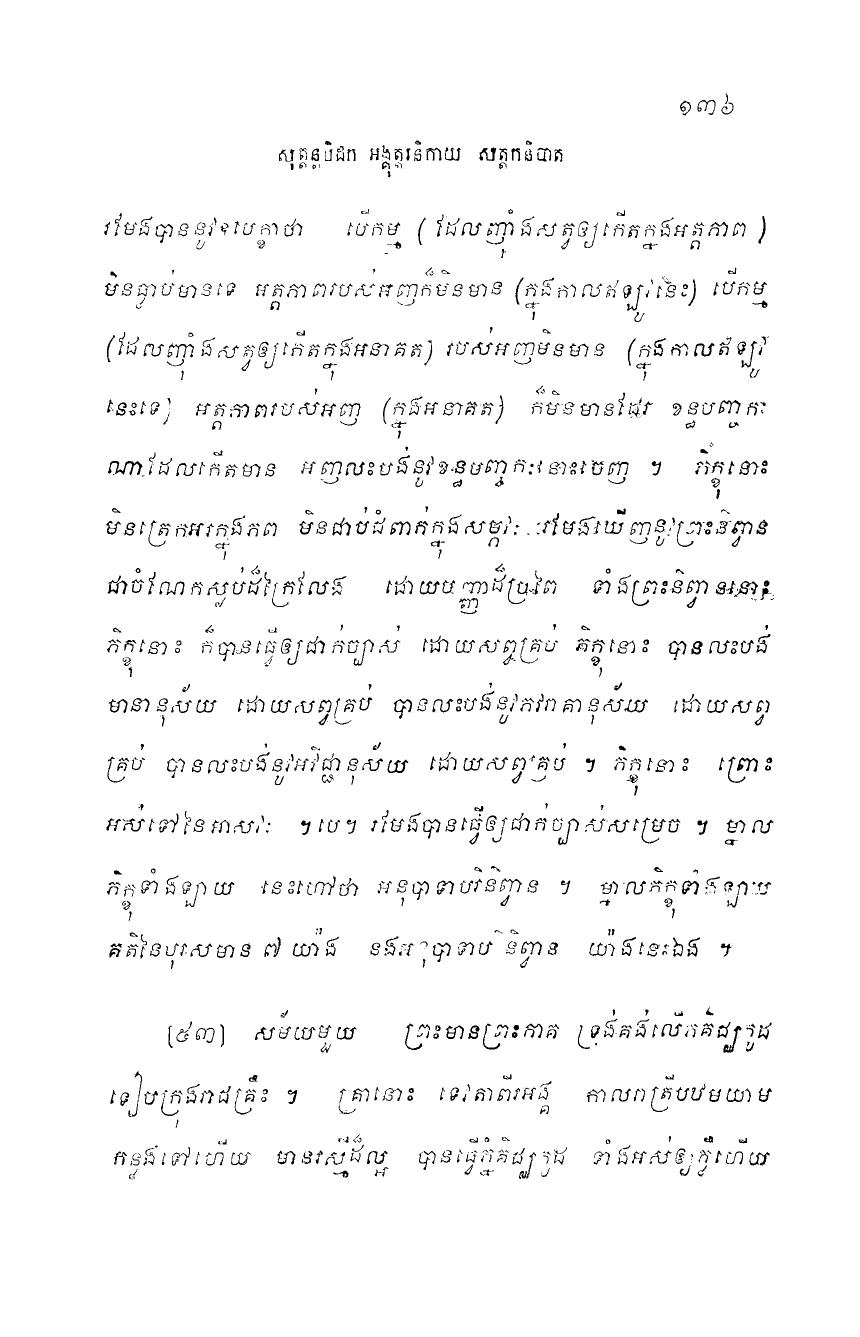 ១៣៦
សុត្តន្តបិដក អង្គុត្តរនិកាយ សត្តកនិបាត
រមែងបាននូវឧបេក្ខាថា បើកម្ម (ដែលញ៉ាំងសត្វឲ្យកើតក្នុងអត្តភាព)
មិនធ្លាប់មានទេ អត្តភាពរបស់អញក៏មិនមាន (ក្នុងកាលឥឡូវនេះ) បើកម្ម
(ដែលញ៉ាំងសត្វឲ្យកើតក្នុងអនាគត) របស់អញមិនមាន (ក្នុងកាលឥឡូវ
នេះទេ) អត្តភាពរបស់អញ (ក្នុងអនាគត) ក៏មិនមានដែរ ខន្ធបញ្ចកៈ
ណាដែលកើតមាន អញលះបង់នូវខន្ធបញ្ចកៈនោះចេញ ។ ភិក្ខុនោះ
មិនត្រេកអរក្នុងភព មិនជាប់ជំពាក់ក្នុងសម្ភវៈ រមែងឃើញនូវព្រះនិព្វាន
ជាចំណែកស្ងប់ដ៏ក្រៃលែង ដោយបញ្ញាដ៏ប្រពៃ ទាំងព្រះនិព្វាននោះ
ភិក្ខុនោះ ក៏បានធ្វើឲ្យជាក់ច្បាស់ ដោយសព្វគ្រប់ ភិក្ខុនោះ បានលះបង់
មានានុស័យ ដោយសព្វគ្រប់ បានលះបង់នូវភវរាគានុស័យ ដោយសព្វ
គ្រប់ បានលះបង់នូវអវិជ្ជានុស័យ ដោយសព្វគ្រប់ ។ ភិក្ខុនោះ ព្រោះ
អស់ទៅនៃអាសវៈ ។បេ។ រមែងបានធ្វើឲ្យជាក់ច្បាស់សម្រេច ។ ម្នាល
ភិក្ខុទាំងឡាយ នេះហៅថា អនុបាទាបរិនិព្វាន ។ ម្នាលភិក្ខុទាំងឡាយ
គតិនៃបុរសមាន ៧ យ៉ាង នងអនុបាទាបរិនិព្វាន យ៉ាងនេះឯង ។
[៥៣] សម័យមួយ ព្រះមានព្រះភាគ ទ្រង់គង់លើភ្នំគិជ្ឈកូដ
ទៀបក្រុងរាជគ្រឹះ ។ គ្រានោះ ទេវតាពីរអង្គ កាលរាត្រីបឋមយាម
កន្លងទៅហើយ មានរស្មីដ៏ល្អ បានធ្វើភ្នំគិជ្ឈកូដ ទាំងអស់ឲ្យភ្លឺហើយ